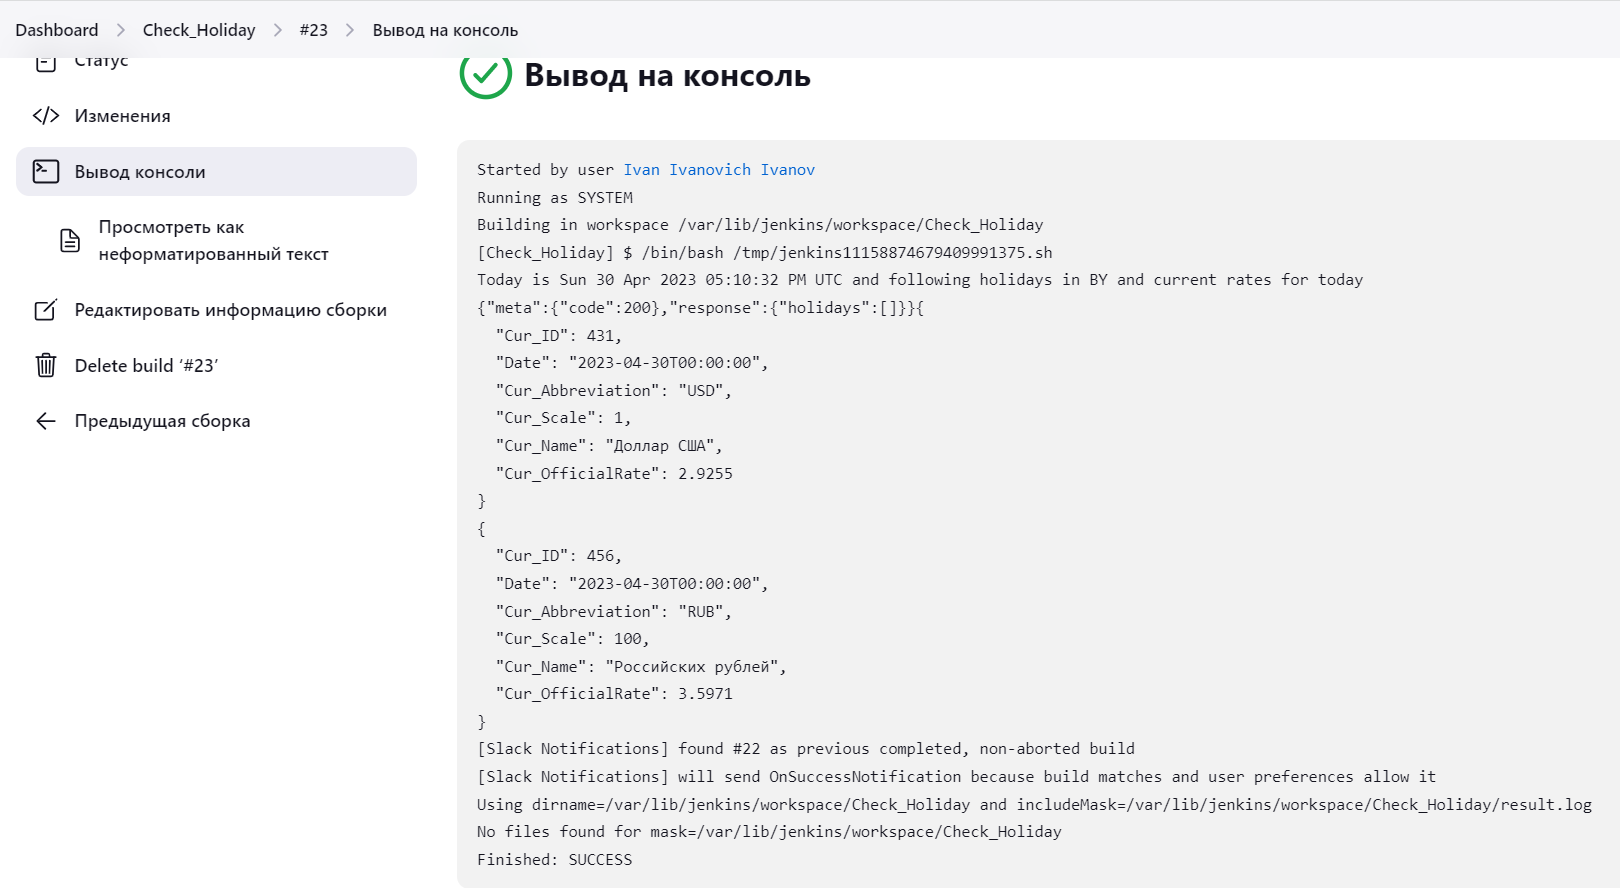 Dashboard > Check_Holiday > #23 > Вывод на консоль
Статус
Изменения
Вывод консоли
Просмотреть как
неформатированный текст
Редактировать информацию сборки
Delete build ‘#23’
Предыдущая сборка
Вывод на консоль
Started by user Ivan Ivanovich Ivanov
Running as SYSTEM
Building in workspace /var/lib/jenkins/workspace/Check_Holiday
[Check_Holiday] $ /bin/bash /tmp/jenkins11158874679409991375.sh
Today is Sun 30 Apr 2023 05:10:32 PM UTC and following holidays in BY and current rates for today
{"meta":{"code":200},"response":{"holidays":[]}}{
  "Cur_ID": 431,
  "Date": "2023-04-30T00:00:00",
  "Cur_Abbreviation": "USD",
  "Cur_Scale": 1,
  "Cur_Name": "Доллар США",
  "Cur_OfficialRate": 2.9255
}
{
  "Cur_ID": 456,
  "Date": "2023-04-30T00:00:00",
  "Cur_Abbreviation": "RUB",
  "Cur_Scale": 100,
  "Cur_Name": "Российских рублей",
  "Cur_OfficialRate": 3.5971
}
[Slack Notifications] found #22 as previous completed, non-aborted build
[Slack Notifications] will send OnSuccessNotification because build matches and user preferences allow it
Using dirname=/var/lib/jenkins/workspace/Check_Holiday and includeMask=/var/lib/jenkins/workspace/Check_Holiday/result.log
No files found for mask=/var/lib/jenkins/workspace/Check_Holiday
Finished: SUCCESS